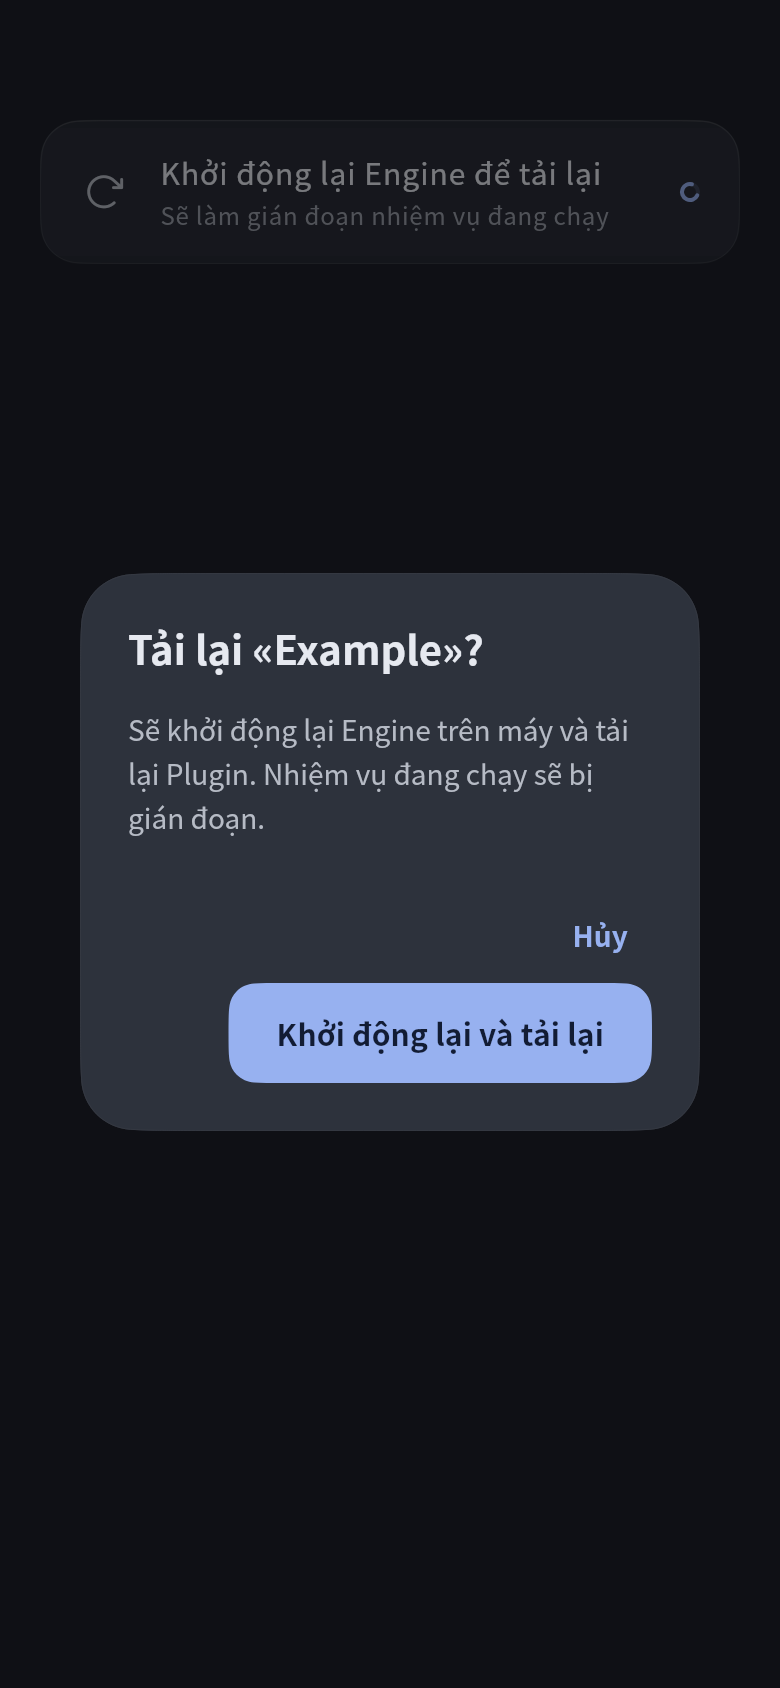 Khởi động lại Engine để tải lại
Sẽ làm gián đoạn nhiệm vụ đang chạy
Tải lại «Example»?
Sẽ khởi động lại Engine trên máy và tải
lại Plugin. Nhiệm vụ đang chạy sẽ bị
gián đoạn.
Hủy
Khởi động lại và tải lại